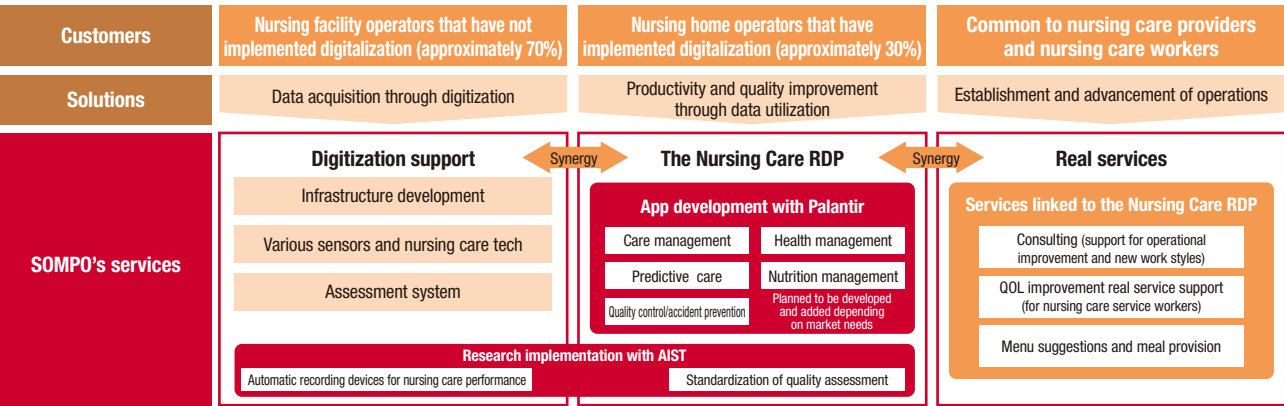 Customers
Nursing facility operators that have not
implemented digitalization (approximately 70%)
Nursing home operators that have
implemented digitalization (approximately 30%)
Common to nursing care providers
and nursing care workers
Solutions
Data acquisition through digitization
Productivity and quality improvement
through data utilization
Establishment and advancement of operations
SOMPO's services
Digitization support
Synergy
The Nursing Care RDP
Synergy
Real services
Infrastructure development
Various sensors and nursing care tech
Assessment system
App development with Palantir
Care management
Health management
Predictive care
Nutrition management
Quality control/accident prevention
Planned to be developed
and added depending
on market needs
Services linked to the Nursing Care RDP
Consulting (support for operational
improvement and new work styles)
QOL improvement real service support
(for nursing care service workers)
Menu suggestions and meal provision
Research implementation with AIST
Automatic recording devices for nursing care performance
Standardization of quality assessment